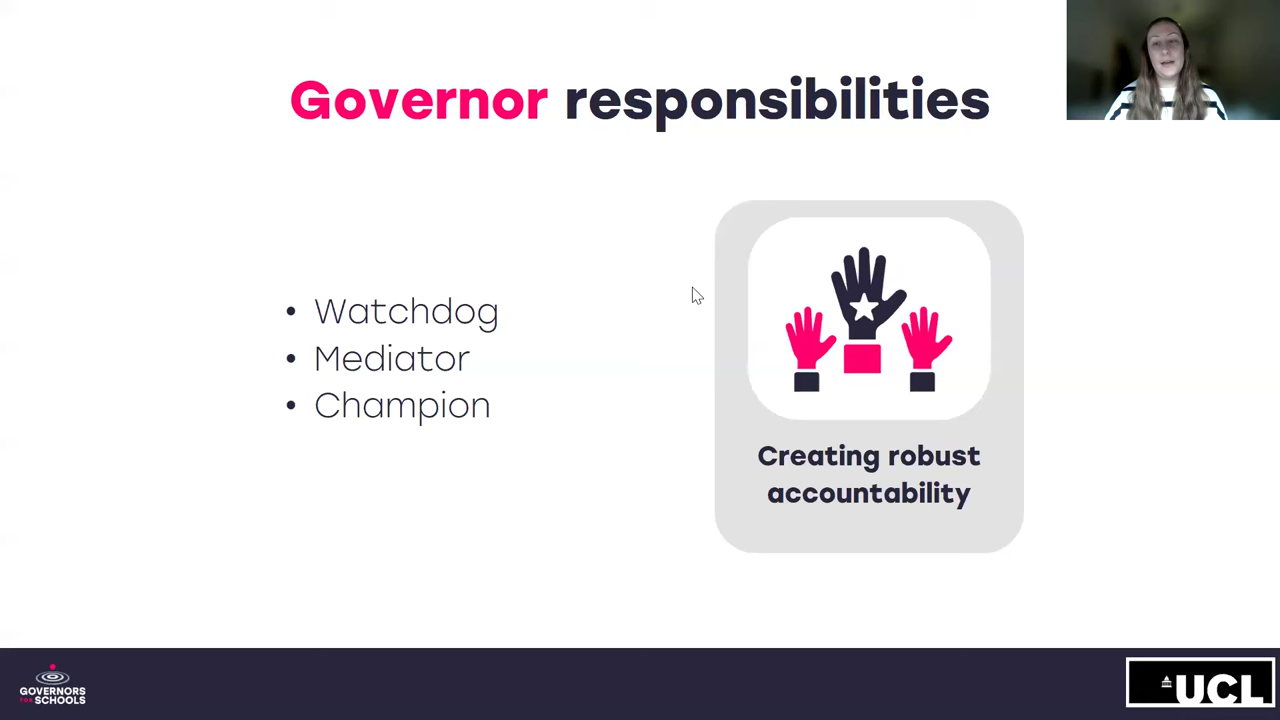 Governor responsibilities
• Watchdog
• Mediator
• Champion
Creating robust
accountability
GOVERNORS
FOR SCHOOLS
UCL